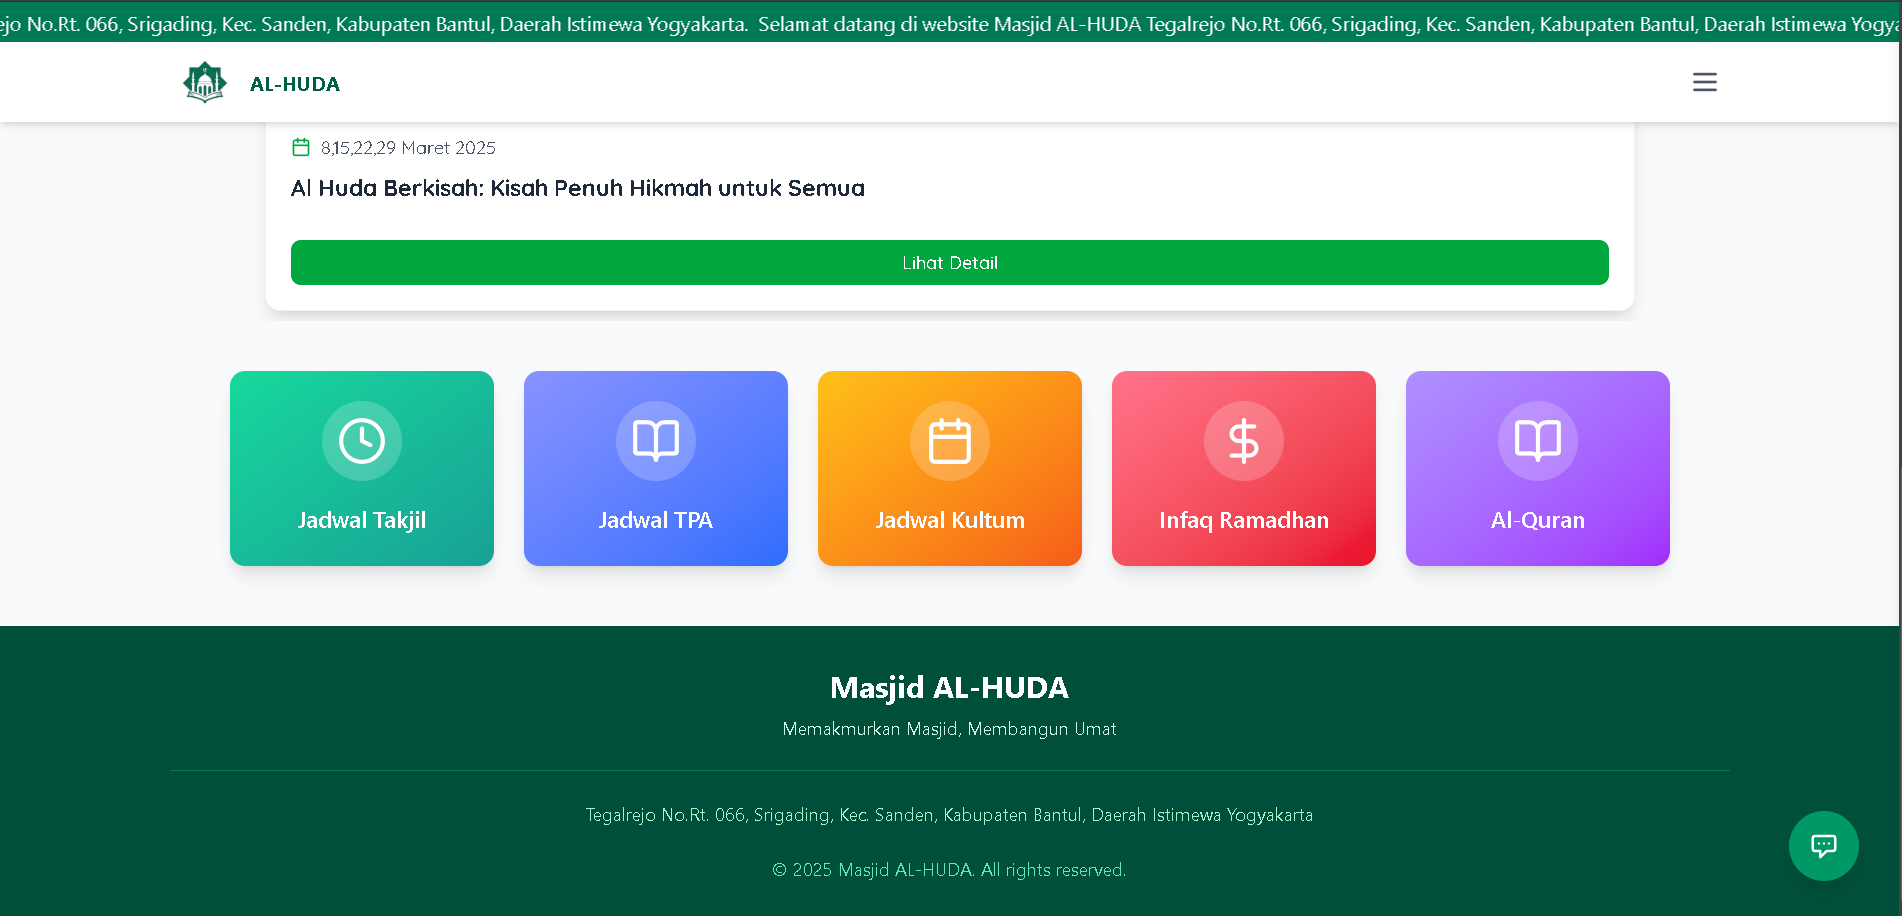 ejo No.Rt. 066, Srigading, Kec. Sanden, Kabupaten Bantul, Daerah Istimewa Yogyakarta.  Selamat datang di website Masjid AL-HUDA Tegalrejo No.Rt. 066, Srigading, Kec. Sanden, Kabupaten Bantul, Daerah Istimewa Yogya
AL-HUDA
8,15,22,29 Maret 2025
Al Huda Berkisah: Kisah Penuh Hikmah untuk Semua
Lihat Detail
Jadwal Takjil
Jadwal TPA
Jadwal Kultum
Infaq Ramadhan
Al-Quran
Masjid AL-HUDA
Memakmurkan Masjid, Membangun Umat
Tegalrejo No.Rt. 066, Srigading, Kec. Sanden, Kabupaten Bantul, Daerah Istimewa Yogyakarta
© 2025 Masjid AL-HUDA. All rights reserved.